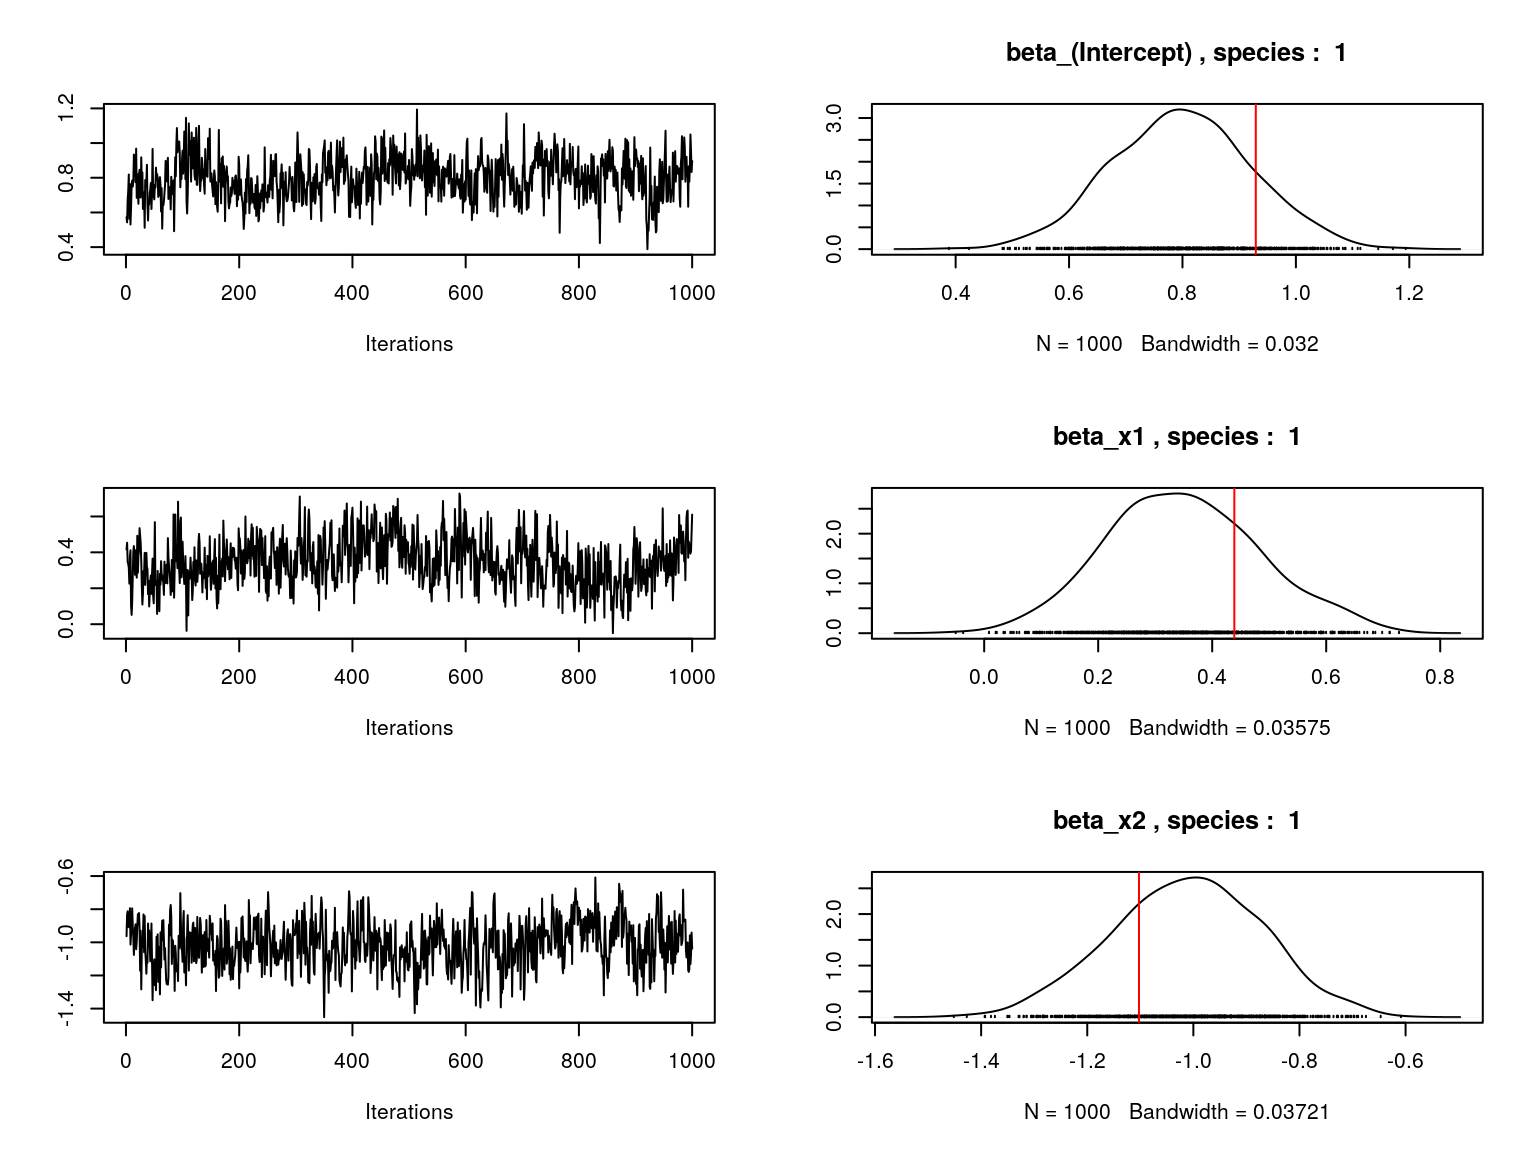 beta_(Intercept) , species :  1
0.4 0.8 1.2
0 200 400 600 800 1000
Iterations
0.0 1.5 3.0
0.4 0.6 0.8 1.0 1.2
N = 1000   Bandwidth = 0.032
beta_x1 , species :  1
0.0 0.4
0 200 400 600 800 1000
Iterations
0.0 1.0 2.0
0.0 0.2 0.4 0.6 0.8
N = 1000   Bandwidth = 0.03575
beta_x2 , species :  1
-1.4 -1.0 -0.6
0 200 400 600 800 1000
Iterations
0.0 1.0 2.0
-1.6 -1.4 -1.2 -1.0 -0.8 -0.6
N = 1000   Bandwidth = 0.03721